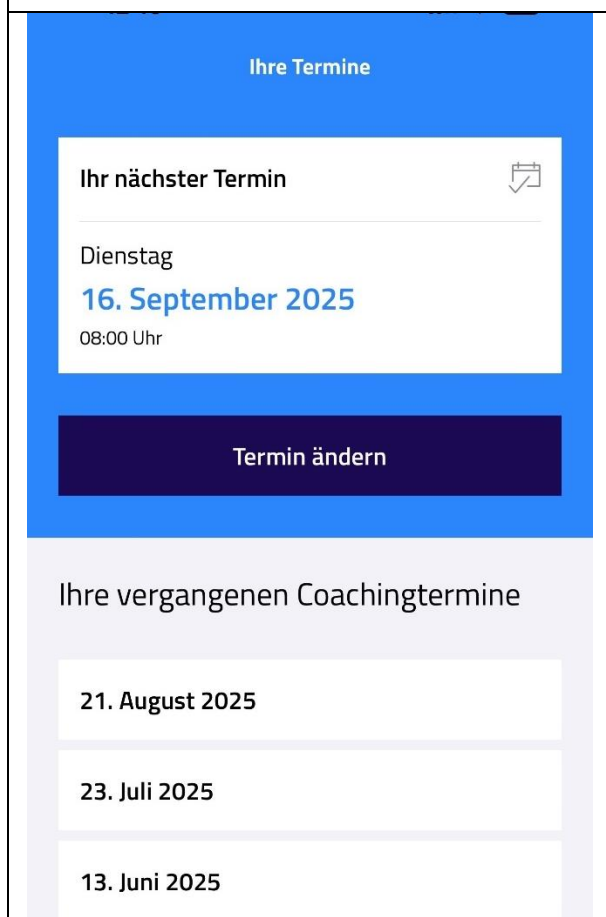 Ihre Termine
Ihr nächster Termin
Dienstag
16. September 2025
08:00 Uhr
Termin ändern
Ihre vergangenen Coachingtermine
21. August 2025
23. Juli 2025
13. Juni 2025